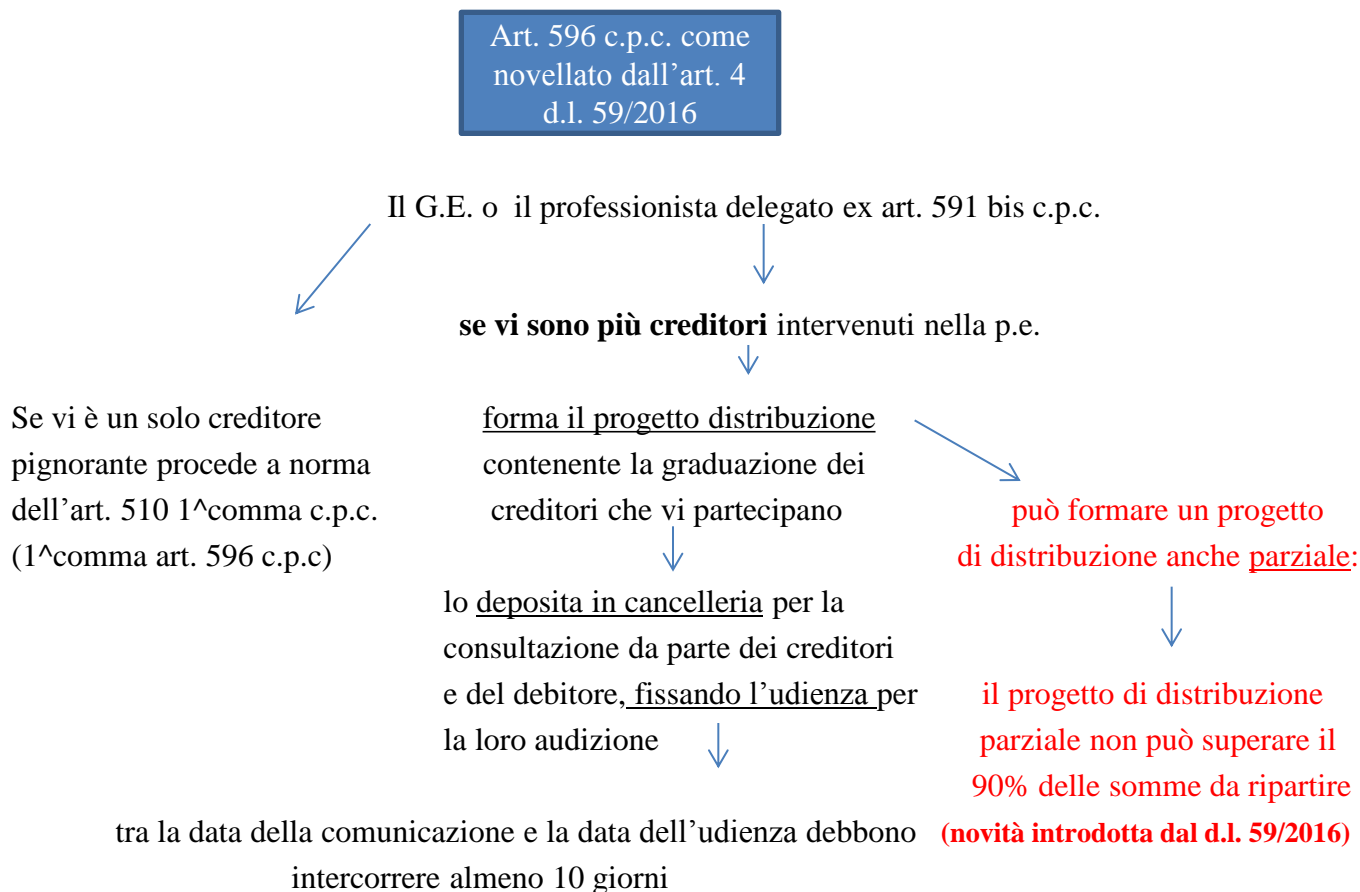 Art. 596 c.p.c. come
novellato dall’art. 4
d.l. 59/2016
Il G.E. o il professionista delegato ex art. 591 bis c.p.c.
se vi sono più creditori intervenuti nella p.e.
Se vi è un solo creditore
pignorante procede a norma
dell’art. 510 1^comma c.p.c.
(1^comma art. 596 c.p.c)
forma il progetto distribuzione
contenente la graduazione dei
creditori che vi partecipano
può formare un progetto
di distribuzione anche parziale:
lo deposita in cancelleria per la
consultazione da parte dei creditori
e del debitore, fissando l’udienza per
la loro audizione
il progetto di distribuzione
parziale non può superare il
90% delle somme da ripartire
(novità introdotta dal d.l. 59/2016)
tra la data della comunicazione e la data dell’udienza debbono
intercorrere almeno 10 giorni